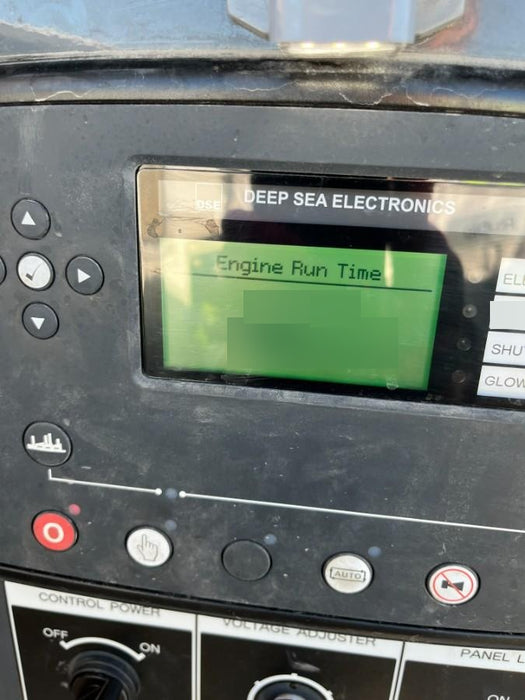 DSE
DEEP SEA ELECTRONICS
Engine Run Time
SHU
GLOW
AUTO
CONTROL POWER
OFF
ON
VOLTAGE ADJUSTER
PANEL L
ON